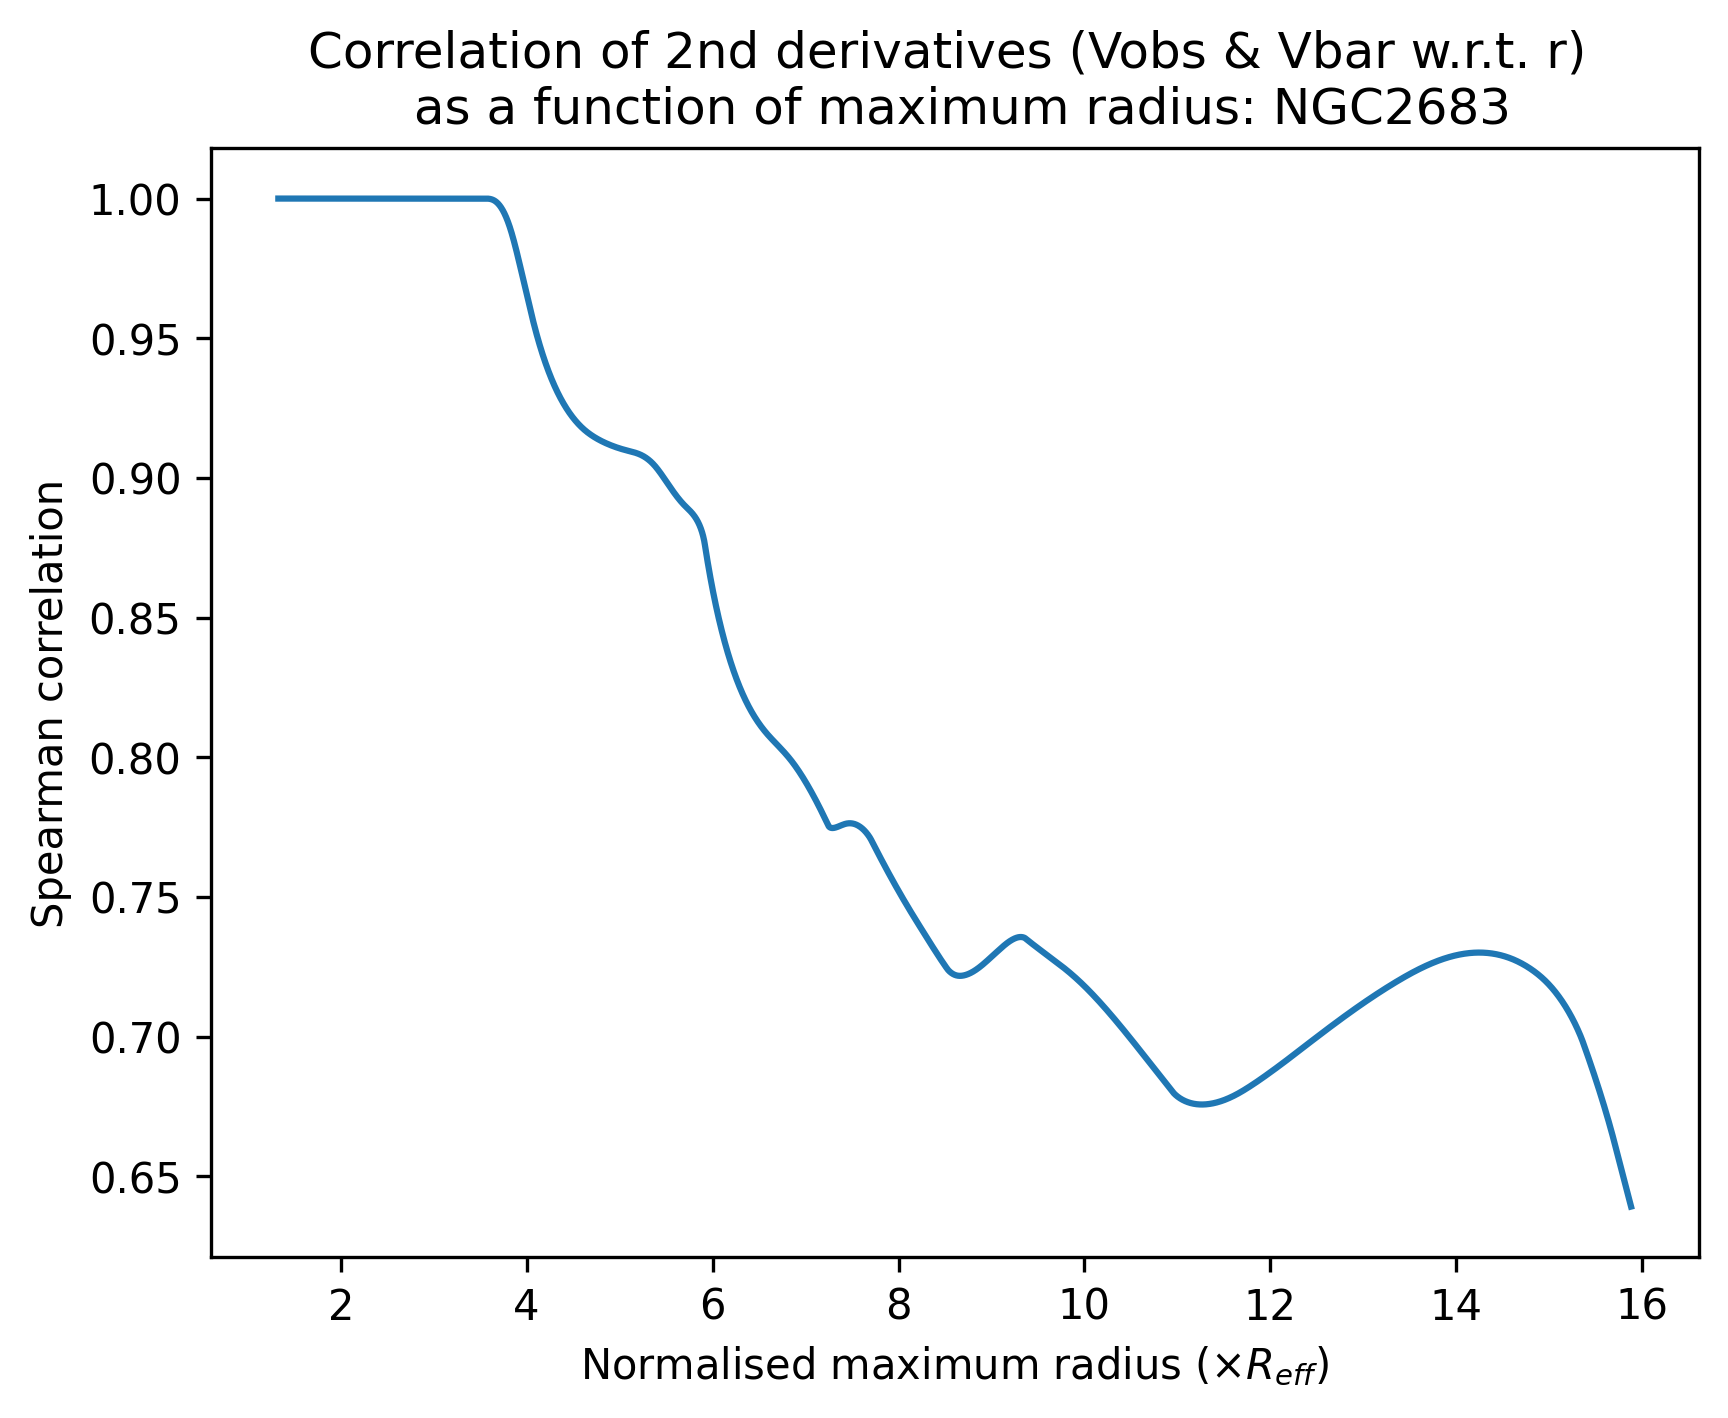 Correlation of 2nd derivatives (Vobs & Vbar w.r.t. r)
as a function of maximum radius: NGC2683
1.00
0.95
0.90
0.85
0.80
0.75
0.70
0.65
Spearman correlation
2 4 6 8 10 12 14 16
Normalised maximum radius (×R_eff)